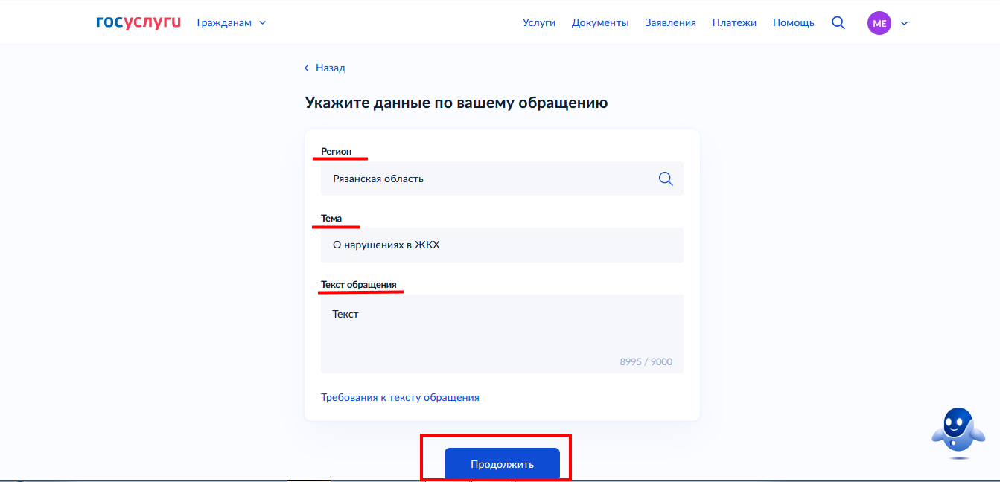 госуслуги Гражданам Услуги Документы Заявления Платежи Помощь МЕ
Назад
Укажите данные по вашему обращению
Регион
Рязанская область
Тема
О нарушениях в ЖКХ
Текст обращения
Текст
8995 / 9000
Требования к тексту обращения
Продолжить